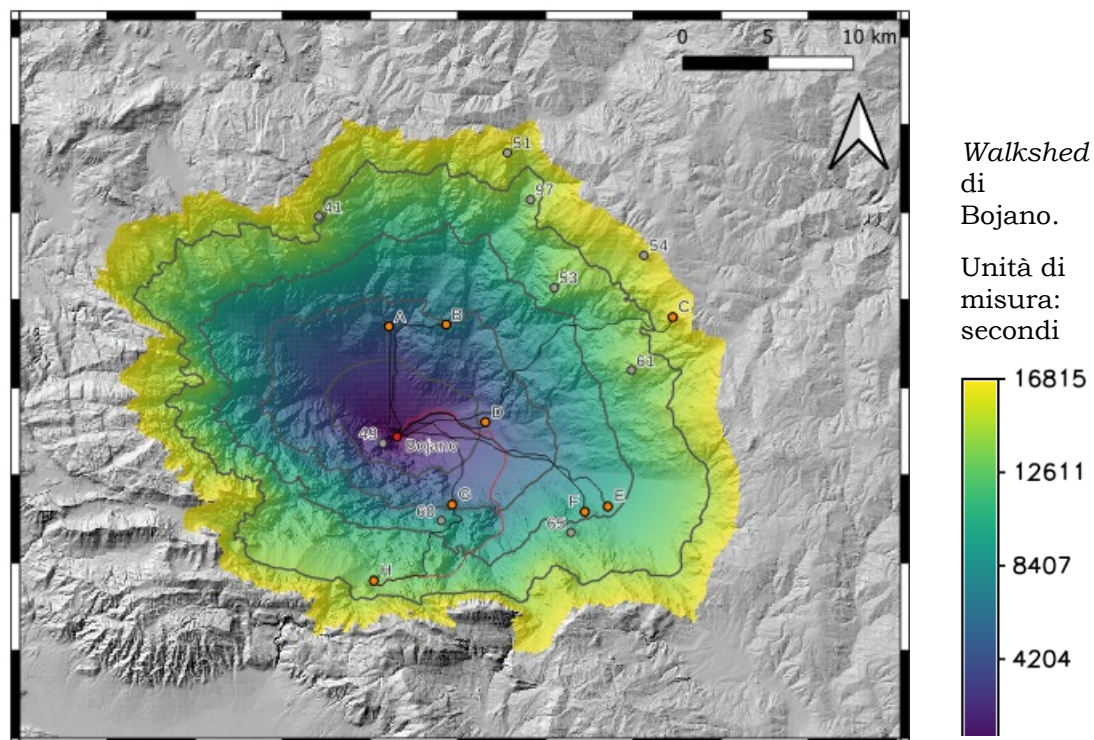 0 5 10 km
51
97
41
54
53
C
A
B
61
D
49
Bojano
G
F
E
60
65
H
Walkshed
di
Bojano.
Unità di
misura:
secondi
16815
12611
8407
4204